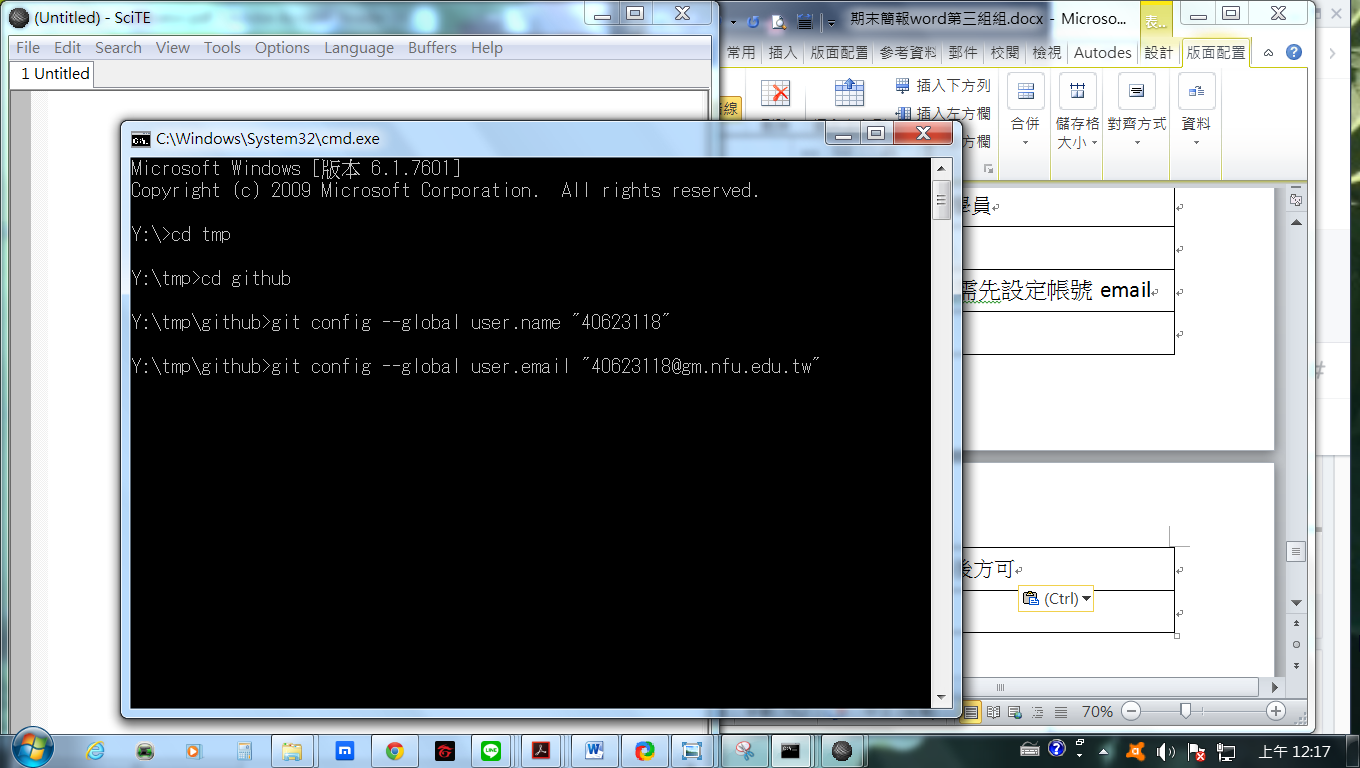 (Untitled) - SciTE
File Edit Search View Tools Options Language Buffers Help
1 Untitled
期末簡報word第三組組.docx - Microso...
表...
常用 插入 版面配置 參考資料 郵件 校閱 檢視 Autodes 設計 版面配置
插入下方列
插入左方欄
方欄
合併
儲存格
大小
對齊方式
資料
C:\Windows\System32\cmd.exe
Microsoft Windows [版本 6.1.7601]
Copyright (c) 2009 Microsoft Corporation.  All rights reserved.
Y:\>cd tmp
Y:\tmp>cd github
Y:\tmp\github>git config --global user.name "40623118"
Y:\tmp\github>git config --global user.email "40623118@gm.nfu.edu.tw"
學員
需先設定帳號 email
後方可
(Ctrl)
70%
上午 12:17